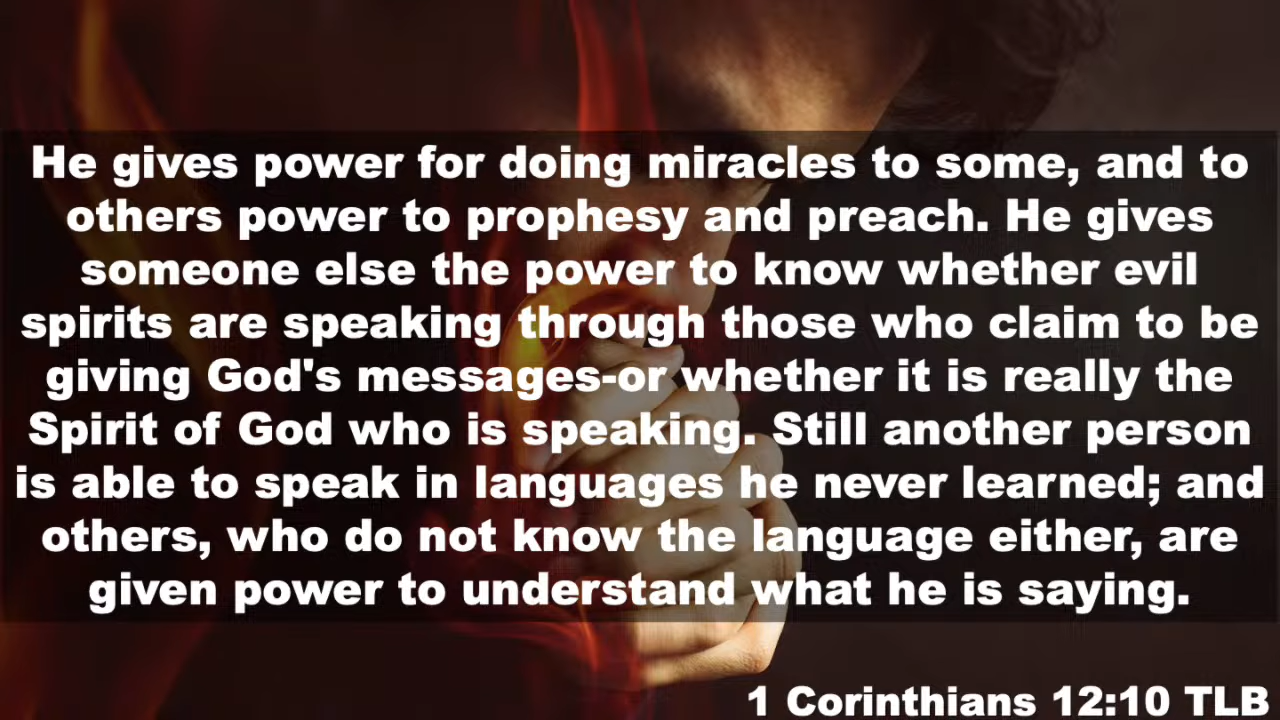 He gives power for doing miracles to some, and to
others power to prophesy and preach. He gives
someone else the power to know whether evil
spirits are speaking through those who claim to be
giving God's messages-or whether it is really the
Spirit of God who is speaking. Still another person
is able to speak in languages he never learned; and
others, who do not know the language either, are
given power to understand what he is saying.
1 Corinthians 12:10 TLB